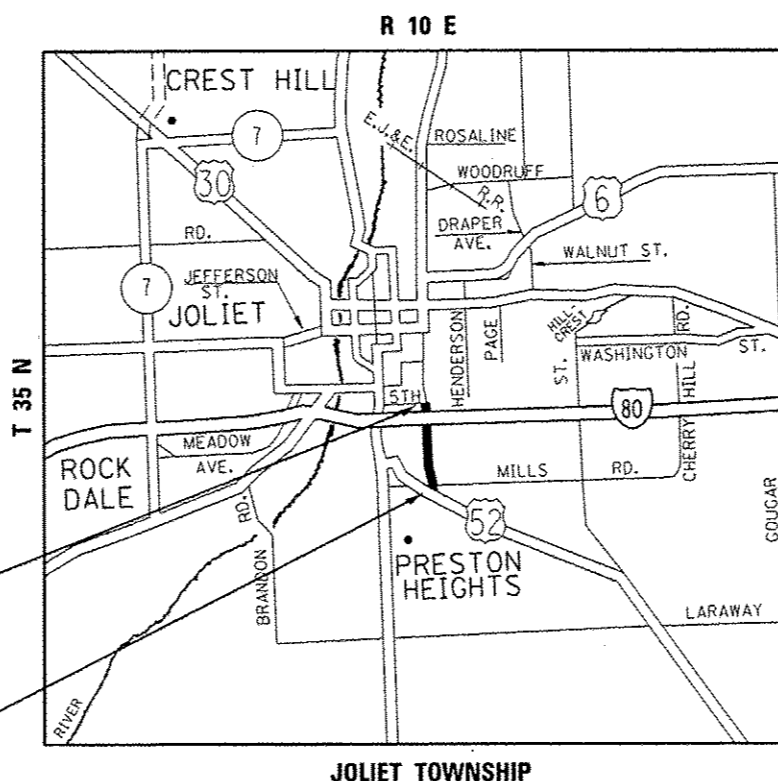 R 10 E
CREST HILL
7
30
E.J.&E.
R.R.
ROSALINE
WOODRUFF
6
DRAPER
AVE.
WALNUT ST.
RD.
JEFFERSON
ST.
7
JOLIET
HENDERSON
PAGE
HILL-
CREST
ST.
RD.
WASHINGTON
ST.
T 35 N
5TH
80
CHERRY HILL
MEADOW
AVE.
ROCK
DALE
MILLS RD.
52
GOUGAR
RD.
BRANDON
PRESTON
HEIGHTS
LARAWAY
RIVER
JOLIET TOWNSHIP